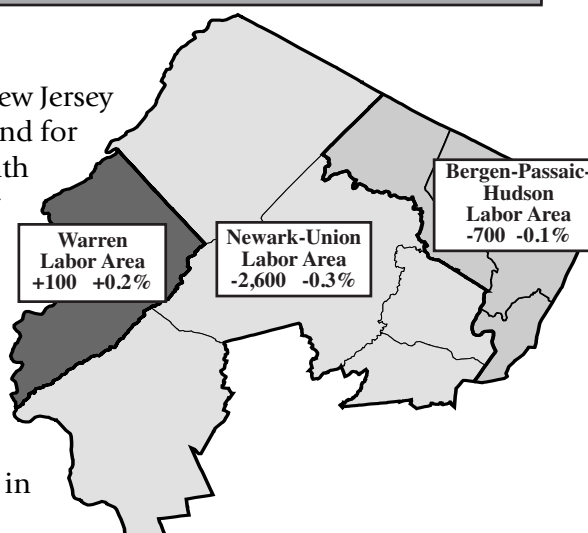 ew Jersey
nd for
ith
Bergen-Passaic-
Hudson
Labor Area
-700 -0.1%
Warren
Labor Area
+100 +0.2%
Newark-Union
Labor Area
-2,600 -0.3%
in